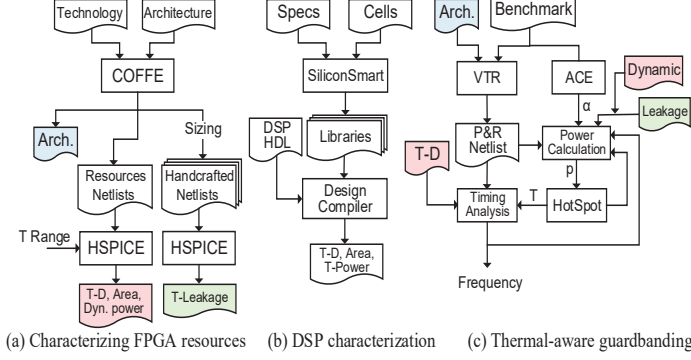 Technology
Architecture
COFFE
Arch.
Sizing
Resources
Netlists
Handcrafted
Netlists
T Range
HSPICE
HSPICE
T-D, Area,
Dyn. power
T-Leakage
(a) Characterizing FPGA resources
Specs
Cells
SiliconSmart
DSP
HDL
Libraries
Design
Compiler
T-D, Area,
T-Power
(b) DSP characterization
Arch.
Benchmark
VTR
ACE
Dynamic
α
Leakage
T-D
P&R
Netlist
Power
Calculation
p
Timing
Analysis
T
HotSpot
Frequency
(c) Thermal-aware guardbanding